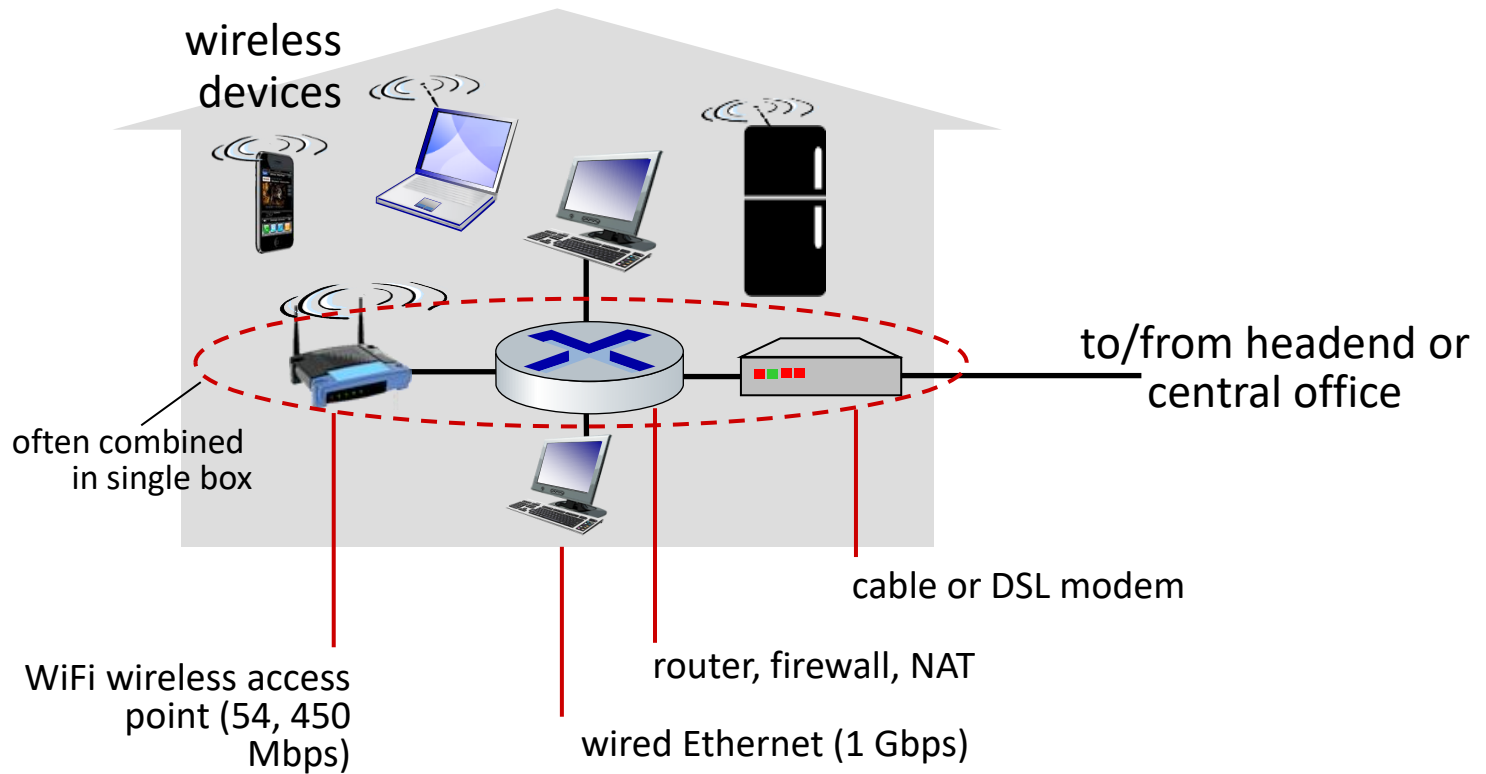 wireless
devices
to/from headend or
central office
often combined
in single box
cable or DSL modem
router, firewall, NAT
WiFi wireless access
point (54, 450
Mbps)
wired Ethernet (1 Gbps)